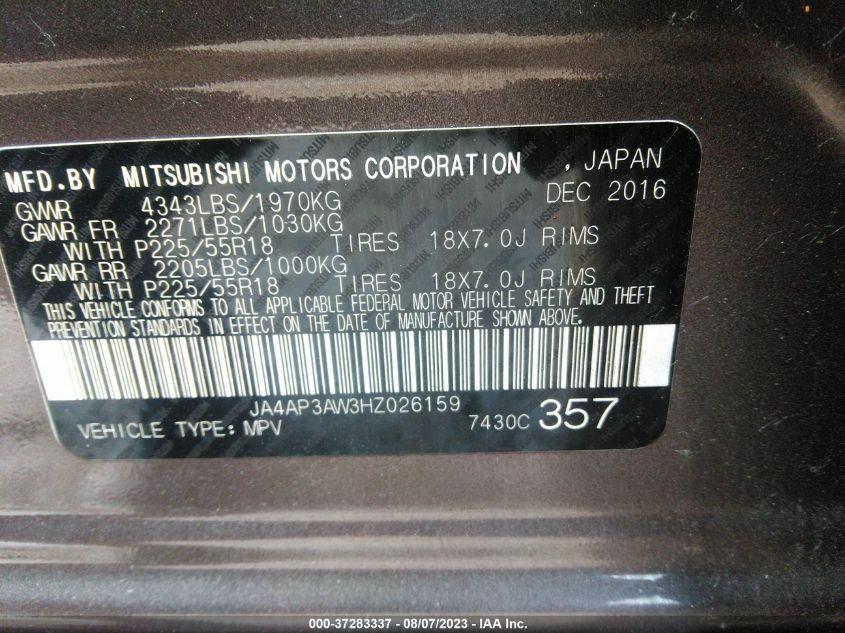 MFD.BY MITSUBISHI MOTORS CORPORATION , JAPAN
GVWR 4343LBS/1970KG DEC 2016
GAWR FR 2271LBS/1030KG
WITH P225/55R18 TIRES 18X7.0J RIMS
GAWR RR 2205LBS/1000KG
WITH P225/55R18 TIRES 18X7.0J RIMS
THIS VEHICLE CONFORMS TO ALL APPLICABLE FEDERAL MOTOR VEHICLE SAFETY AND THEFT
PREVENTION STANDARDS IN EFFECT ON THE DATE OF MANUFACTURE SHOWN ABOVE.
JA4AP3AW3HZ026159
VEHICLE TYPE: MPV 7430C 357
000-37283337 - 08/07/2023 - IAA Inc.